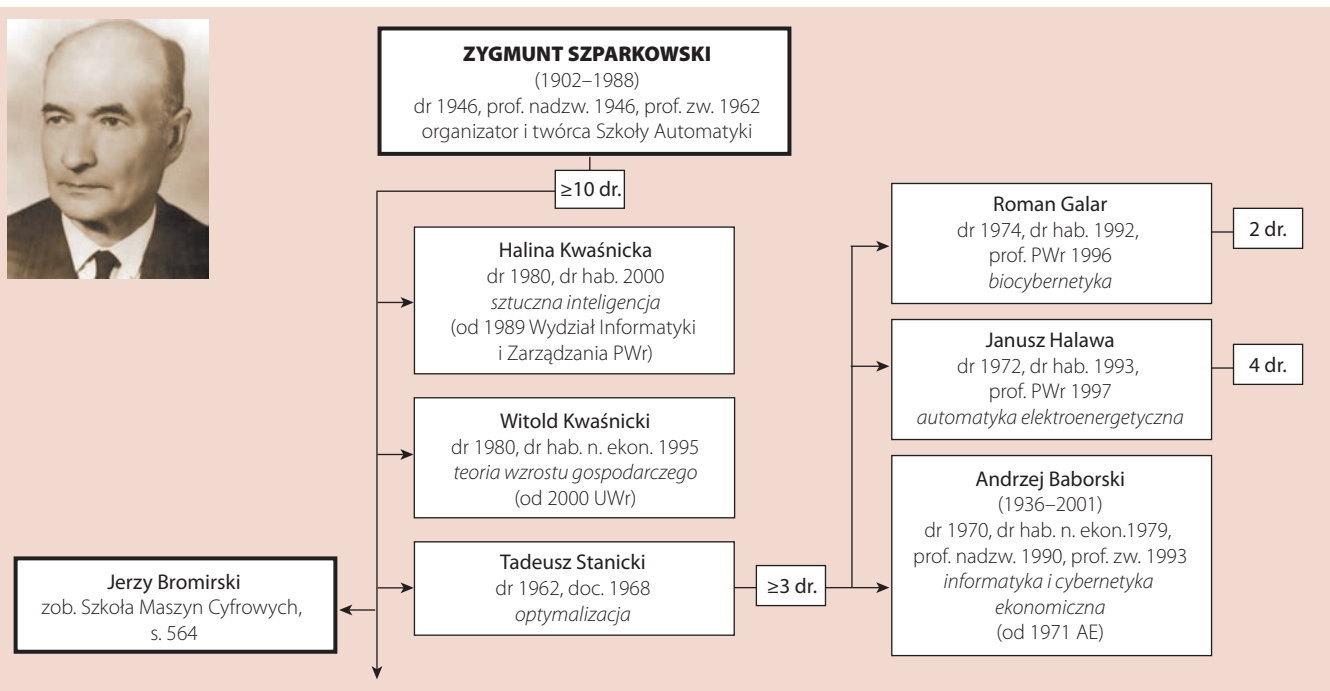 ZYGMUNT SZPARKOWSKI
(1902–1988)
dr 1946, prof. nadzw. 1946, prof. zw. 1962
organizator i twórca Szkoły Automatyki
≥10 dr.
Halina Kwaśnicka
dr 1980, dr hab. 2000
sztuczna inteligencja
(od 1989 Wydział Informatyki
i Zarządzania PWr)
Witold Kwaśnicki
dr 1980, dr hab. n. ekon. 1995
teoria wzrostu gospodarczego
(od 2000 UWr)
Tadeusz Stanicki
dr 1962, doc. 1968
optymalizacja
≥3 dr.
Roman Galar
dr 1974, dr hab. 1992,
prof. PWr 1996
biocybernetyka
2 dr.
Janusz Halawa
dr 1972, dr hab. 1993,
prof. PWr 1997
automatyka elektroenergetyczna
4 dr.
Andrzej Baborski
(1936–2001)
dr 1970, dr hab. n. ekon.1979,
prof. nadzw. 1990, prof. zw. 1993
informatyka i cybernetyka
ekonomiczna
(od 1971 AE)
Jerzy Bromirski
zob. Szkoła Maszyn Cyfrowych,
s. 564